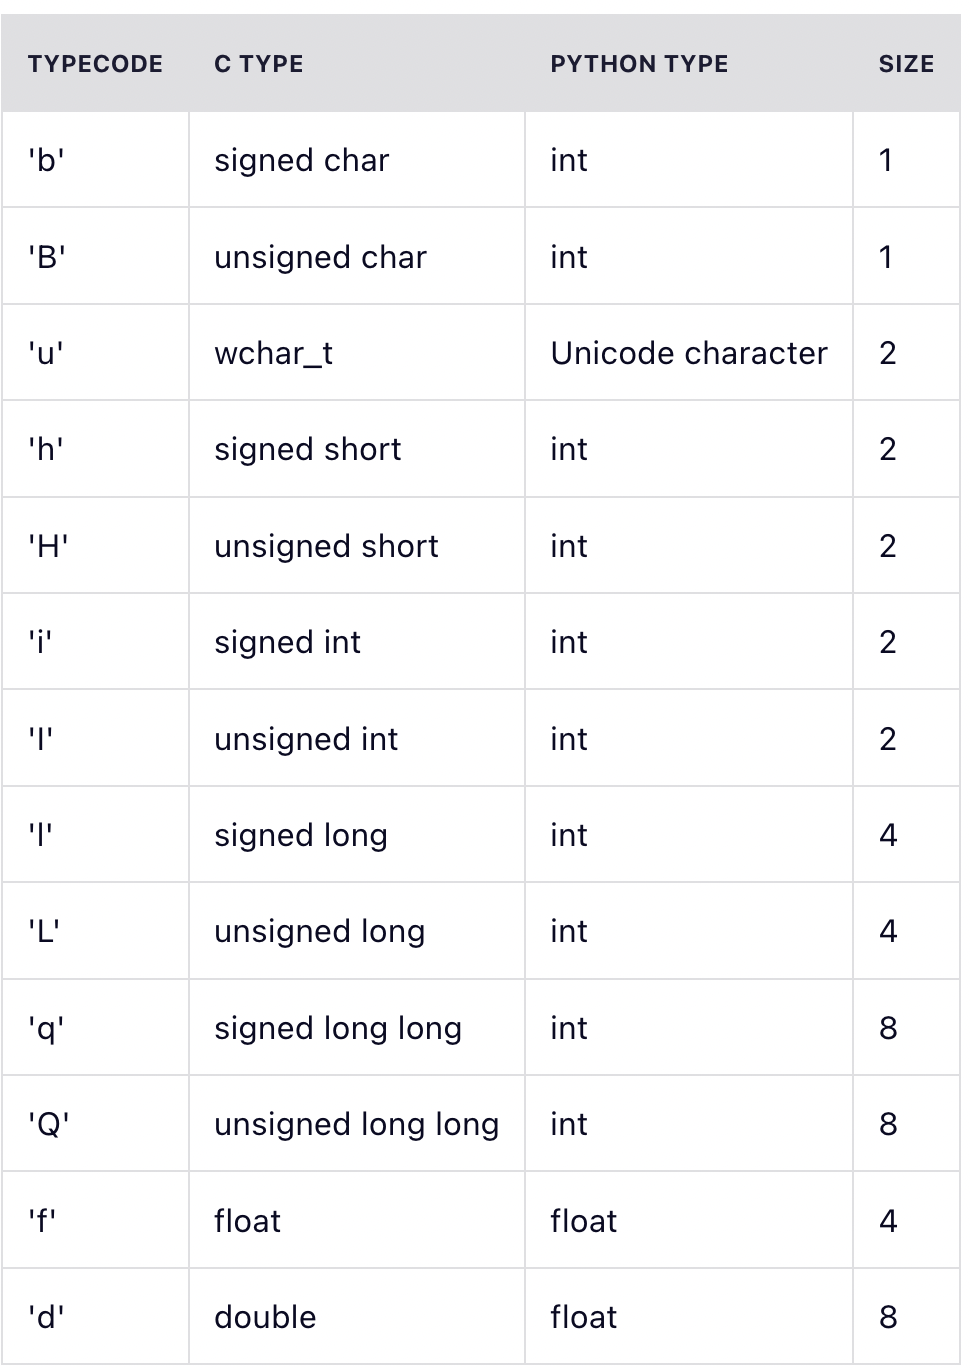 TYPECODE C TYPE PYTHON TYPE SIZE
'b' signed char int 1
'B' unsigned char int 1
'u' wchar_t Unicode character 2
'h' signed short int 2
'H' unsigned short int 2
'i' signed int int 2
'I' unsigned int int 2
'l' signed long int 4
'L' unsigned long int 4
'q' signed long long int 8
'Q' unsigned long long int 8
'f' float float 4
'd' double float 8